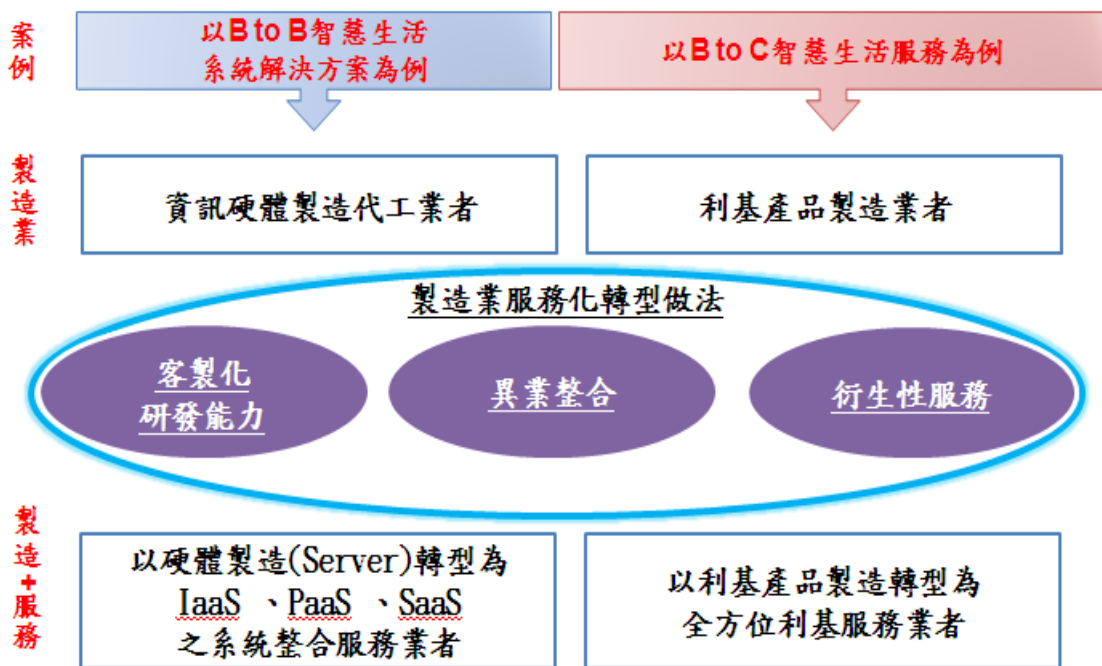 案例
以B to B智慧生活
系統解決方案為例
以B to C智慧生活服務為例
製造業
資訊硬體製造代工業者
利基產品製造業者
製造業服務化轉型做法
客製化
研發能力
異業整合
衍生性服務
製造+服務
以硬體製造(Server)轉型為
IaaS 、PaaS 、SaaS
之系統整合服務業者
以利基產品製造轉型為
全方位利基服務業者